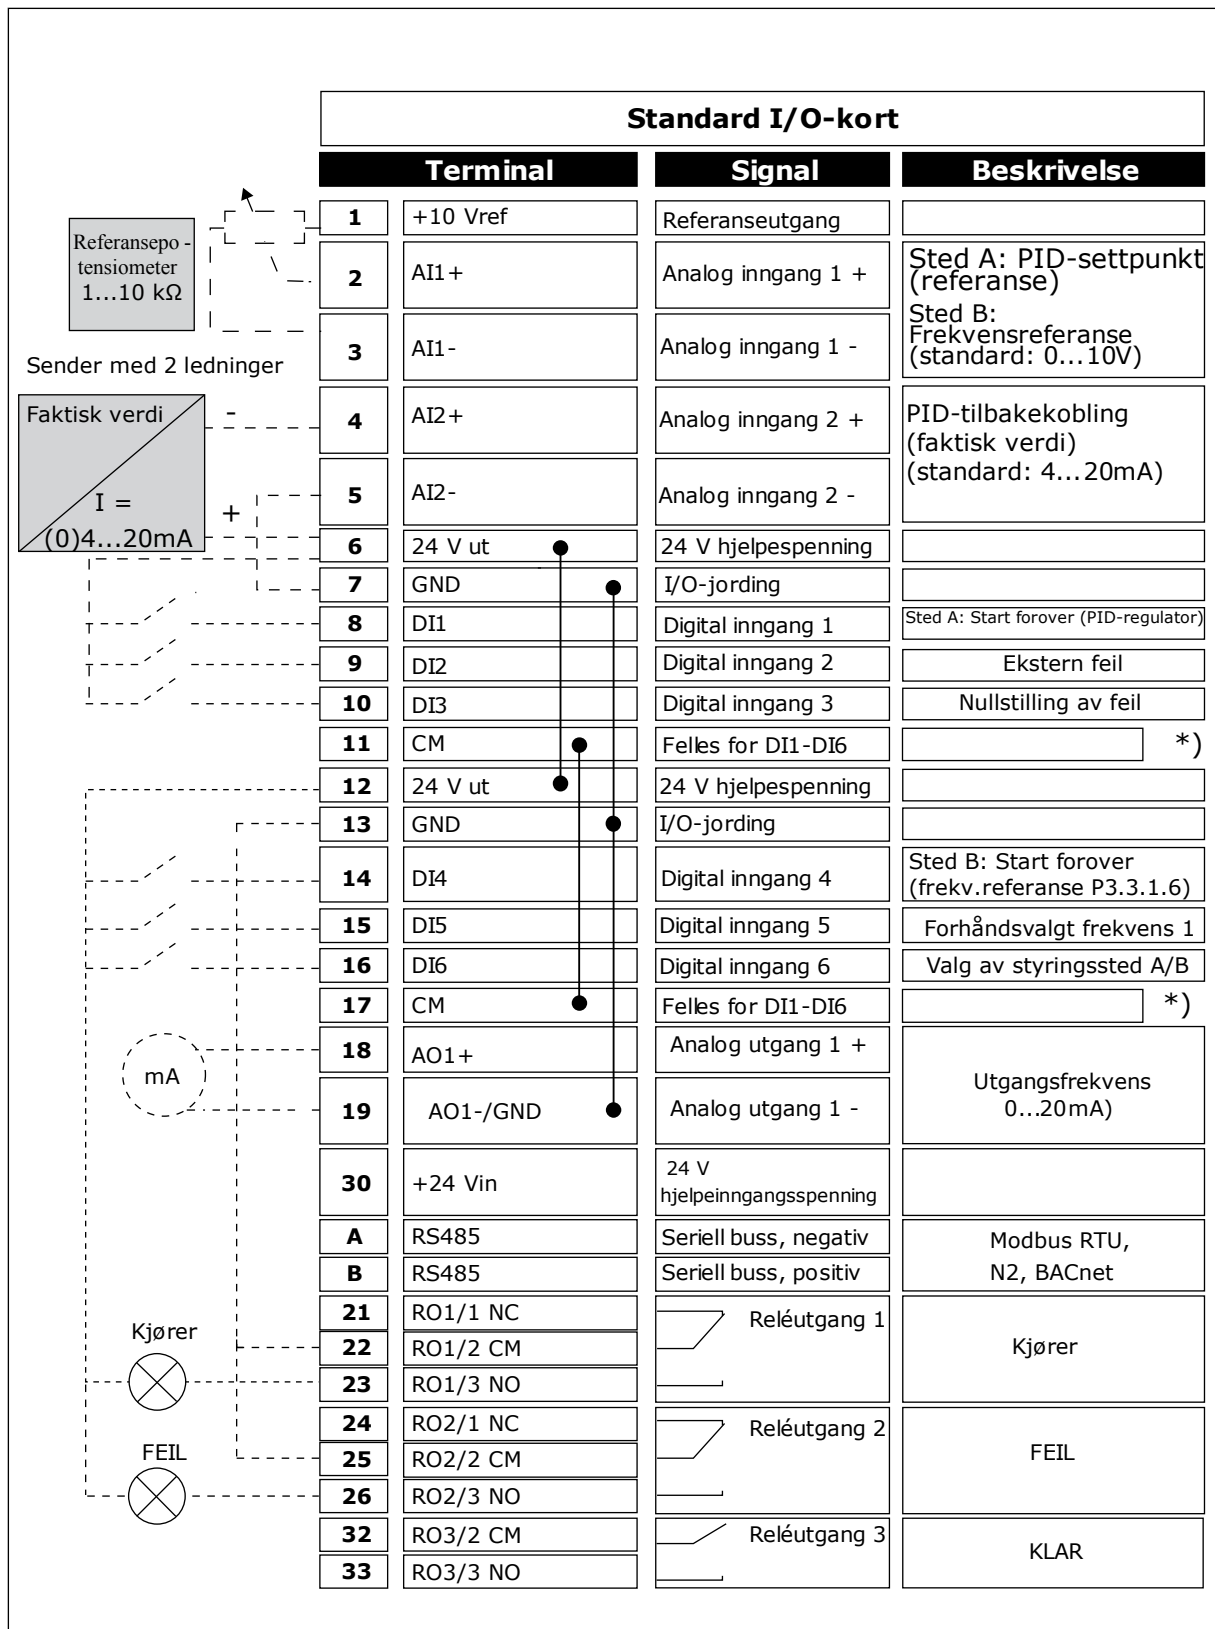 Standard I/O-kort
Terminal Signal Beskrivelse
Referansepo -
tensiometer
1...10 kΩ
1 +10 Vref Referanseutgang
2 AI1+ Analog inngang 1 +
Sted A: PID-settpunkt
(referanse)
Sted B:
Frekvensreferanse
(standard: 0...10V)
3 AI1- Analog inngang 1 -
Sender med 2 ledninger
Faktisk verdi
I =
(0)4...20mA
-
+
4 AI2+ Analog inngang 2 +
PID-tilbakekobling
(faktisk verdi)
(standard: 4...20mA)
5 AI2- Analog inngang 2 -
6 24 V ut 24 V hjelpespenning
7 GND I/O-jording
8 DI1 Digital inngang 1 Sted A: Start forover (PID-regulator)
9 DI2 Digital inngang 2 Ekstern feil
10 DI3 Digital inngang 3 Nullstilling av feil
11 CM Felles for DI1-DI6 *)
12 24 V ut 24 V hjelpespenning
13 GND I/O-jording
14 DI4 Digital inngang 4
Sted B: Start forover
(frekv.referanse P3.3.1.6)
15 DI5 Digital inngang 5 Forhåndsvalgt frekvens 1
16 DI6 Digital inngang 6 Valg av styringssted A/B
17 CM Felles for DI1-DI6 *)
mA
18 AO1+ Analog utgang 1 +
Utgangsfrekvens
0...20mA)
19 AO1-/GND Analog utgang 1 -
30 +24 Vin
24 V
hjelpeinngangsspenning
A RS485 Seriell buss, negativ
Modbus RTU,
N2, BACnet
B RS485 Seriell buss, positiv
21 RO1/1 NC Reléutgang 1
Kjører
22 RO1/2 CM Kjører
23 RO1/3 NO
24 RO2/1 NC Reléutgang 2
FEIL
25 RO2/2 CM FEIL
26 RO2/3 NO
32 RO3/2 CM Reléutgang 3
KLAR
33 RO3/3 NO